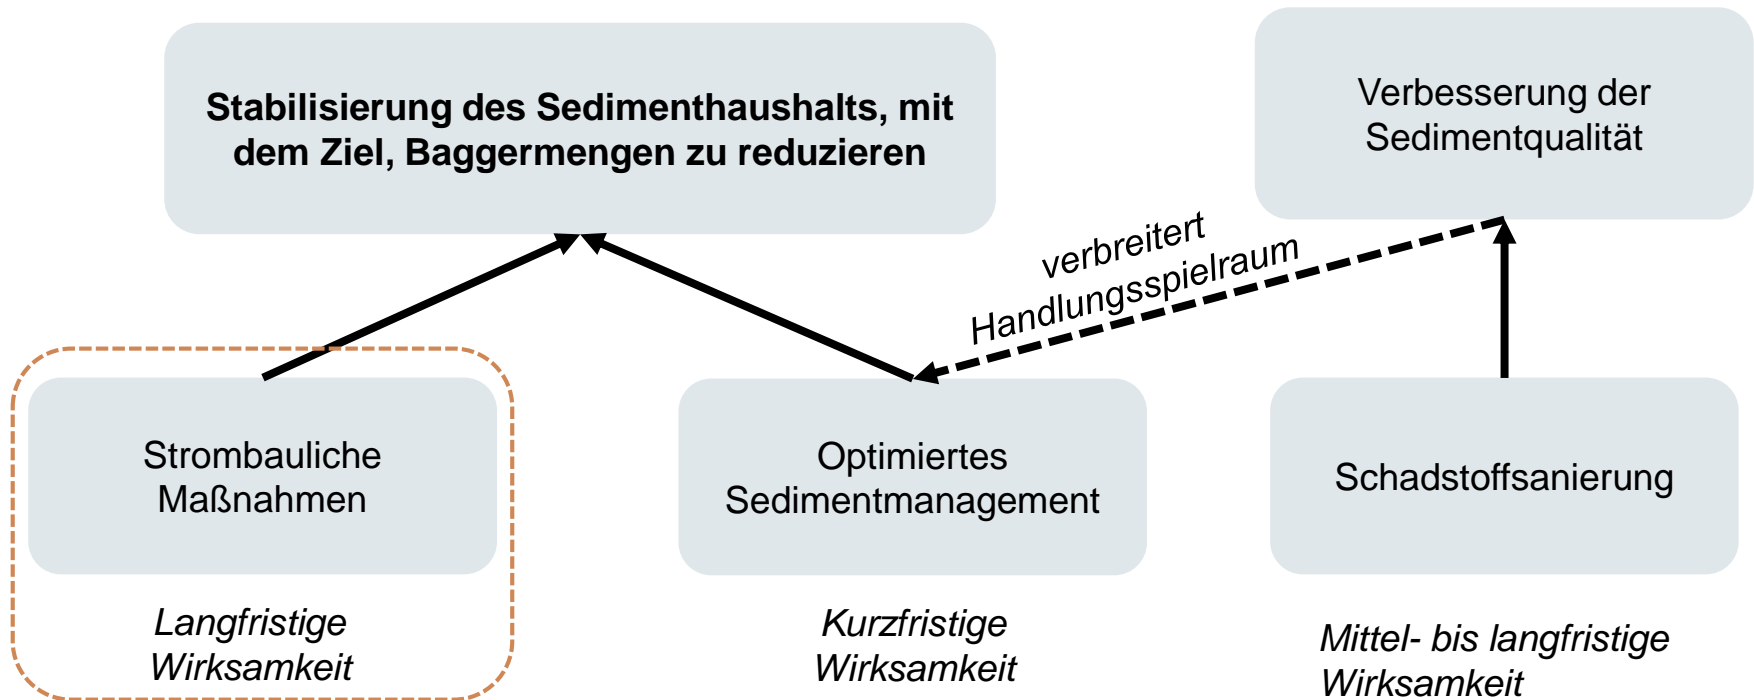 Stabilisierung des Sedimenthaushalts, mit
dem Ziel, Baggermengen zu reduzieren
Verbesserung der
Sedimentqualität
verbreitert
Handlungsspielraum
Strombauliche
Maßnahmen
Optimiertes
Sedimentmanagement
Schadstoffsanierung
Langfristige
Wirksamkeit
Kurzfristige
Wirksamkeit
Mittel- bis langfristige
Wirksamkeit